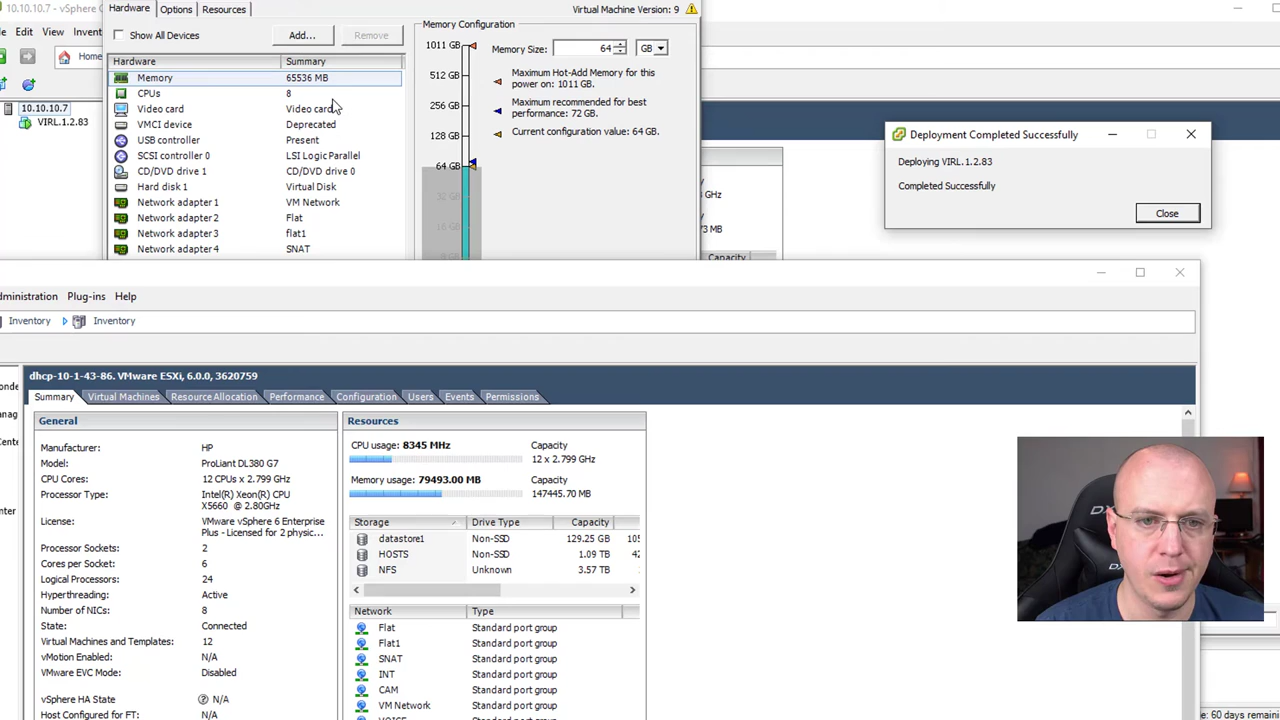 10.10.10.7 - vSphere C
Hardware
Options
Resources
Virtual Machine Version: 9
Edit
View
Invent
Show All Devices
Add...
Remove
Home
Hardware
Summary
Memory
65536 MB
CPUs
8
Video card
Video card
VMCI device
Deprecated
USB controller
Present
SCSI controller 0
LSI Logic Parallel
CD/DVD drive 1
CD/DVD drive 0
Hard disk 1
Virtual Disk
Network adapter 1
VM Network
Network adapter 2
Flat
Network adapter 3
flat1
Network adapter 4
SNAT
10.10.10.7
VIRL.1.2.83
Memory Configuration
Memory Size:
64
GB
1011 GB
512 GB
256 GB
128 GB
64 GB
32 GB
16 GB
Maximum Hot-Add Memory for this
power on: 1011 GB.
Maximum recommended for best
performance: 72 GB.
Current configuration value: 64 GB.
GHz
73 MB
Capacity
Deployment Completed Successfully
Deploying VIRL.1.2.83
Completed Successfully
Close
dministration
Plug-ins
Help
Inventory
Inventory
dhcp-10-1-43-86. VMware ESXi, 6.0.0, 3620759
Summary
Virtual Machines
Resource Allocation
Performance
Configuration
Users
Events
Permissions
General
Manufacturer:
HP
Model:
ProLiant DL380 G7
CPU Cores:
12 CPUs x 2.799 GHz
Processor Type:
Intel(R) Xeon(R) CPU
X5660 @ 2.80GHz
License:
VMware vSphere 6 Enterprise
Plus - Licensed for 2 physic...
Processor Sockets:
2
Cores per Socket:
6
Logical Processors:
24
Hyperthreading:
Active
Number of NICs:
8
State:
Connected
Virtual Machines and Templates:
12
vMotion Enabled:
N/A
VMware EVC Mode:
Disabled
vSphere HA State
N/A
Host Configured for FT:
N/A
Resources
CPU usage: 8345 MHz
Capacity
12 x 2.799 GHz
Memory usage: 79493.00 MB
Capacity
147445.70 MB
Storage
Drive Type
Capacity
datastore1
Non-SSD
129.25 GB
105
HOSTS
Non-SSD
1.09 TB
42
NFS
Unknown
3.57 TB
Network
Type
Flat
Standard port group
Flat1
Standard port group
SNAT
Standard port group
INT
Standard port group
CAM
Standard port group
VM Network
Standard port group
VOICE
Standard port group
: 60 days remaini